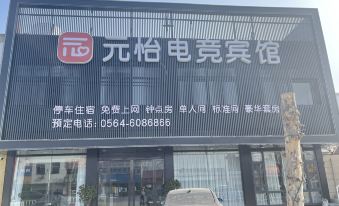 元怡电竞宾馆
停车住宿 免费上网 钟点房 单人间 标准间 豪华套房
预定电话：0564-6086866